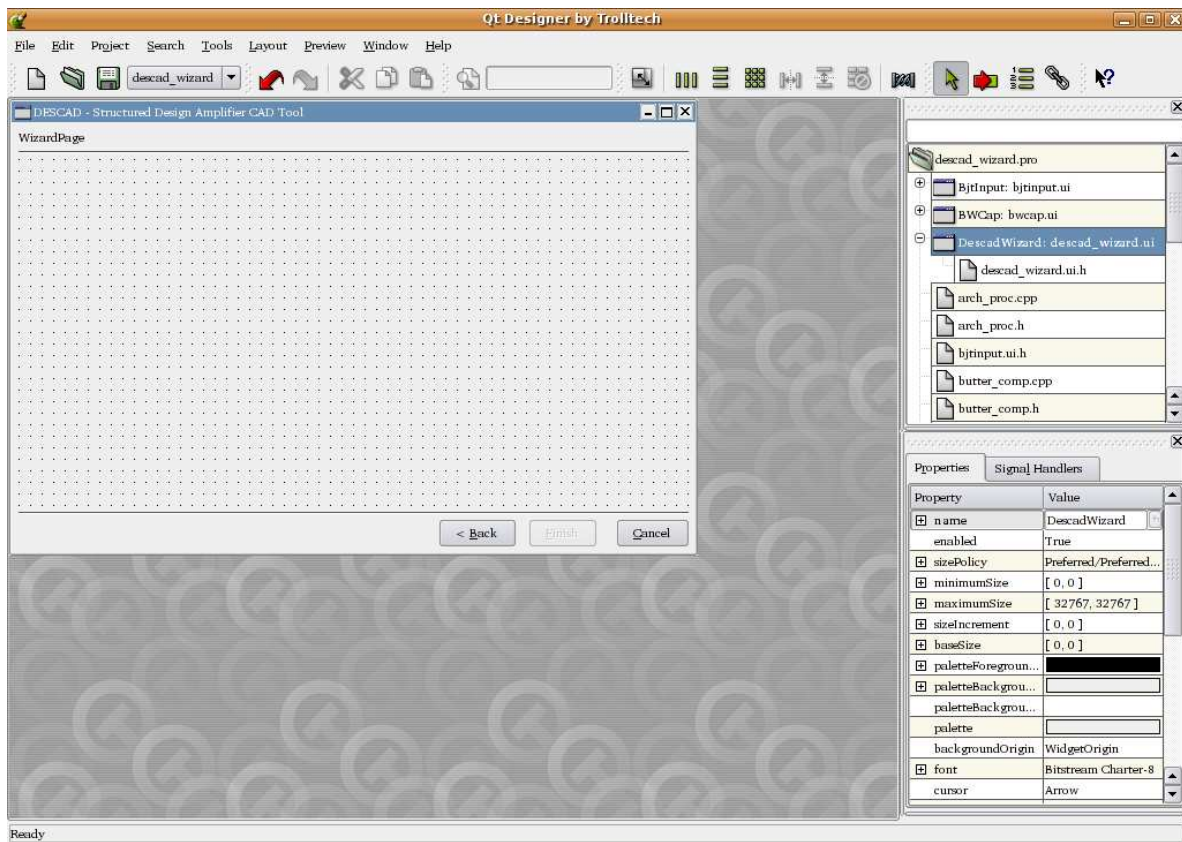 Qt Designer by Trolltech
File Edit Project Search Tools Layout Preview Window Help
descad_wizard
DESCAD - Structured Design Amplifier CAD Tool
WizardPage
< Back Finish Cancel
descad_wizard.pro
BjtInput: bjtinput.ui
BWCap: bwcap.ui
DescadWizard: descad_wizard.ui
descad_wizard.ui.h
arch_proc.cpp
arch_proc.h
bjtinput.ui.h
butter_comp.cpp
butter_comp.h
Properties Signal Handlers
Property Value
name DescadWizard
enabled True
sizePolicy Preferred/Preferred...
minimumSize [ 0, 0 ]
maximumSize [ 32767, 32767 ]
sizeIncrement [ 0, 0 ]
baseSize [ 0, 0 ]
paletteForegroun...
paletteBackgrou...
paletteBackgrou...
palette
backgroundOrigin WidgetOrigin
font Bitstream Charter-8
cursor Arrow
Ready